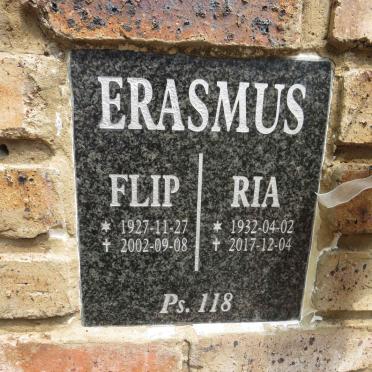 ERASMUS
FLIP
* 1927-11-27
✝ 2002-09-08
RIA
* 1932-04-02
✝ 2017-12-04
Ps. 118